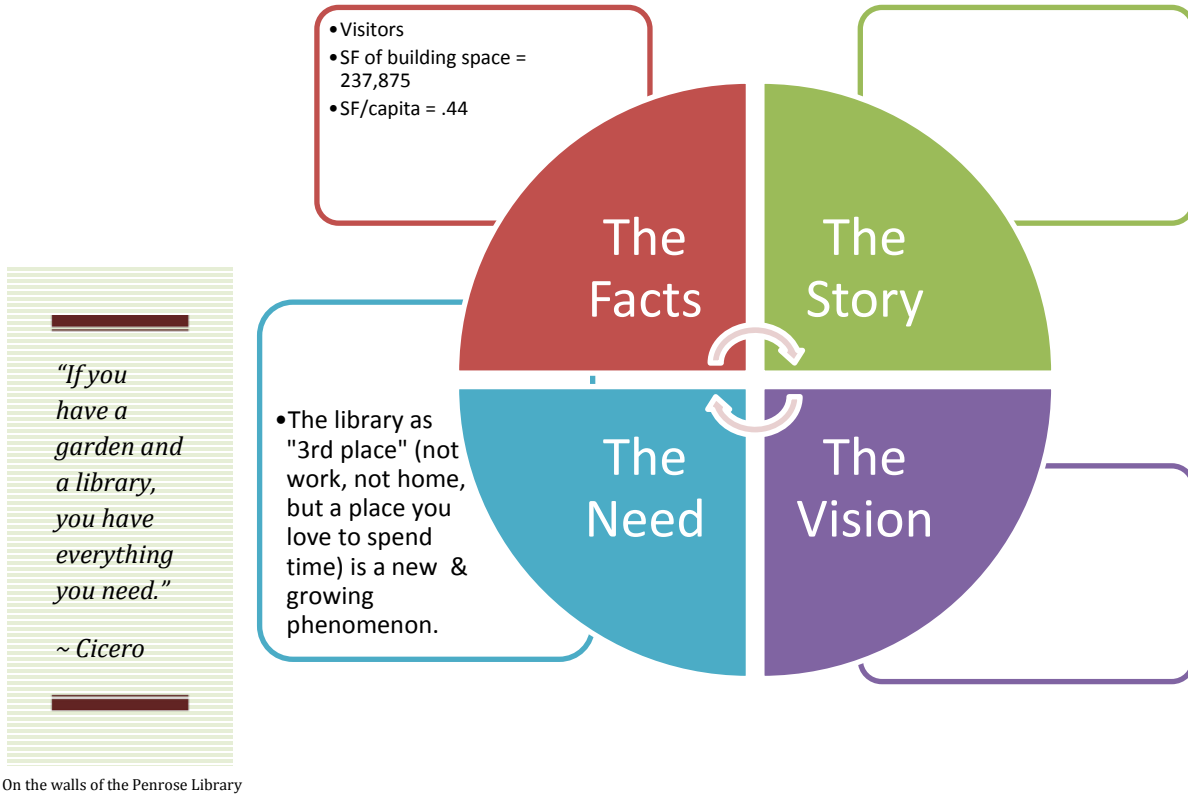 •Visitors
•SF of building space =
237,875
•SF/capita = .44
The
Facts
The
Story
“If you
have a
garden and
a library,
you have
everything
you need.”
~ Cicero
•The library as
"3rd place" (not
work, not home,
but a place you
love to spend
time) is a new &
growing
phenomenon.
The
Need
The
Vision
On the walls of the Penrose Library